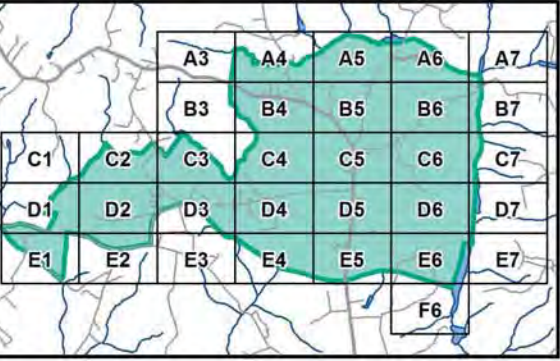 A3 A4 A5 A6 A7
B3 B4 B5 B6 B7
C1 C2 C3 C4 C5 C6 C7
D1 D2 D3 D4 D5 D6 D7
E1 E2 E3 E4 E5 E6 E7
F6